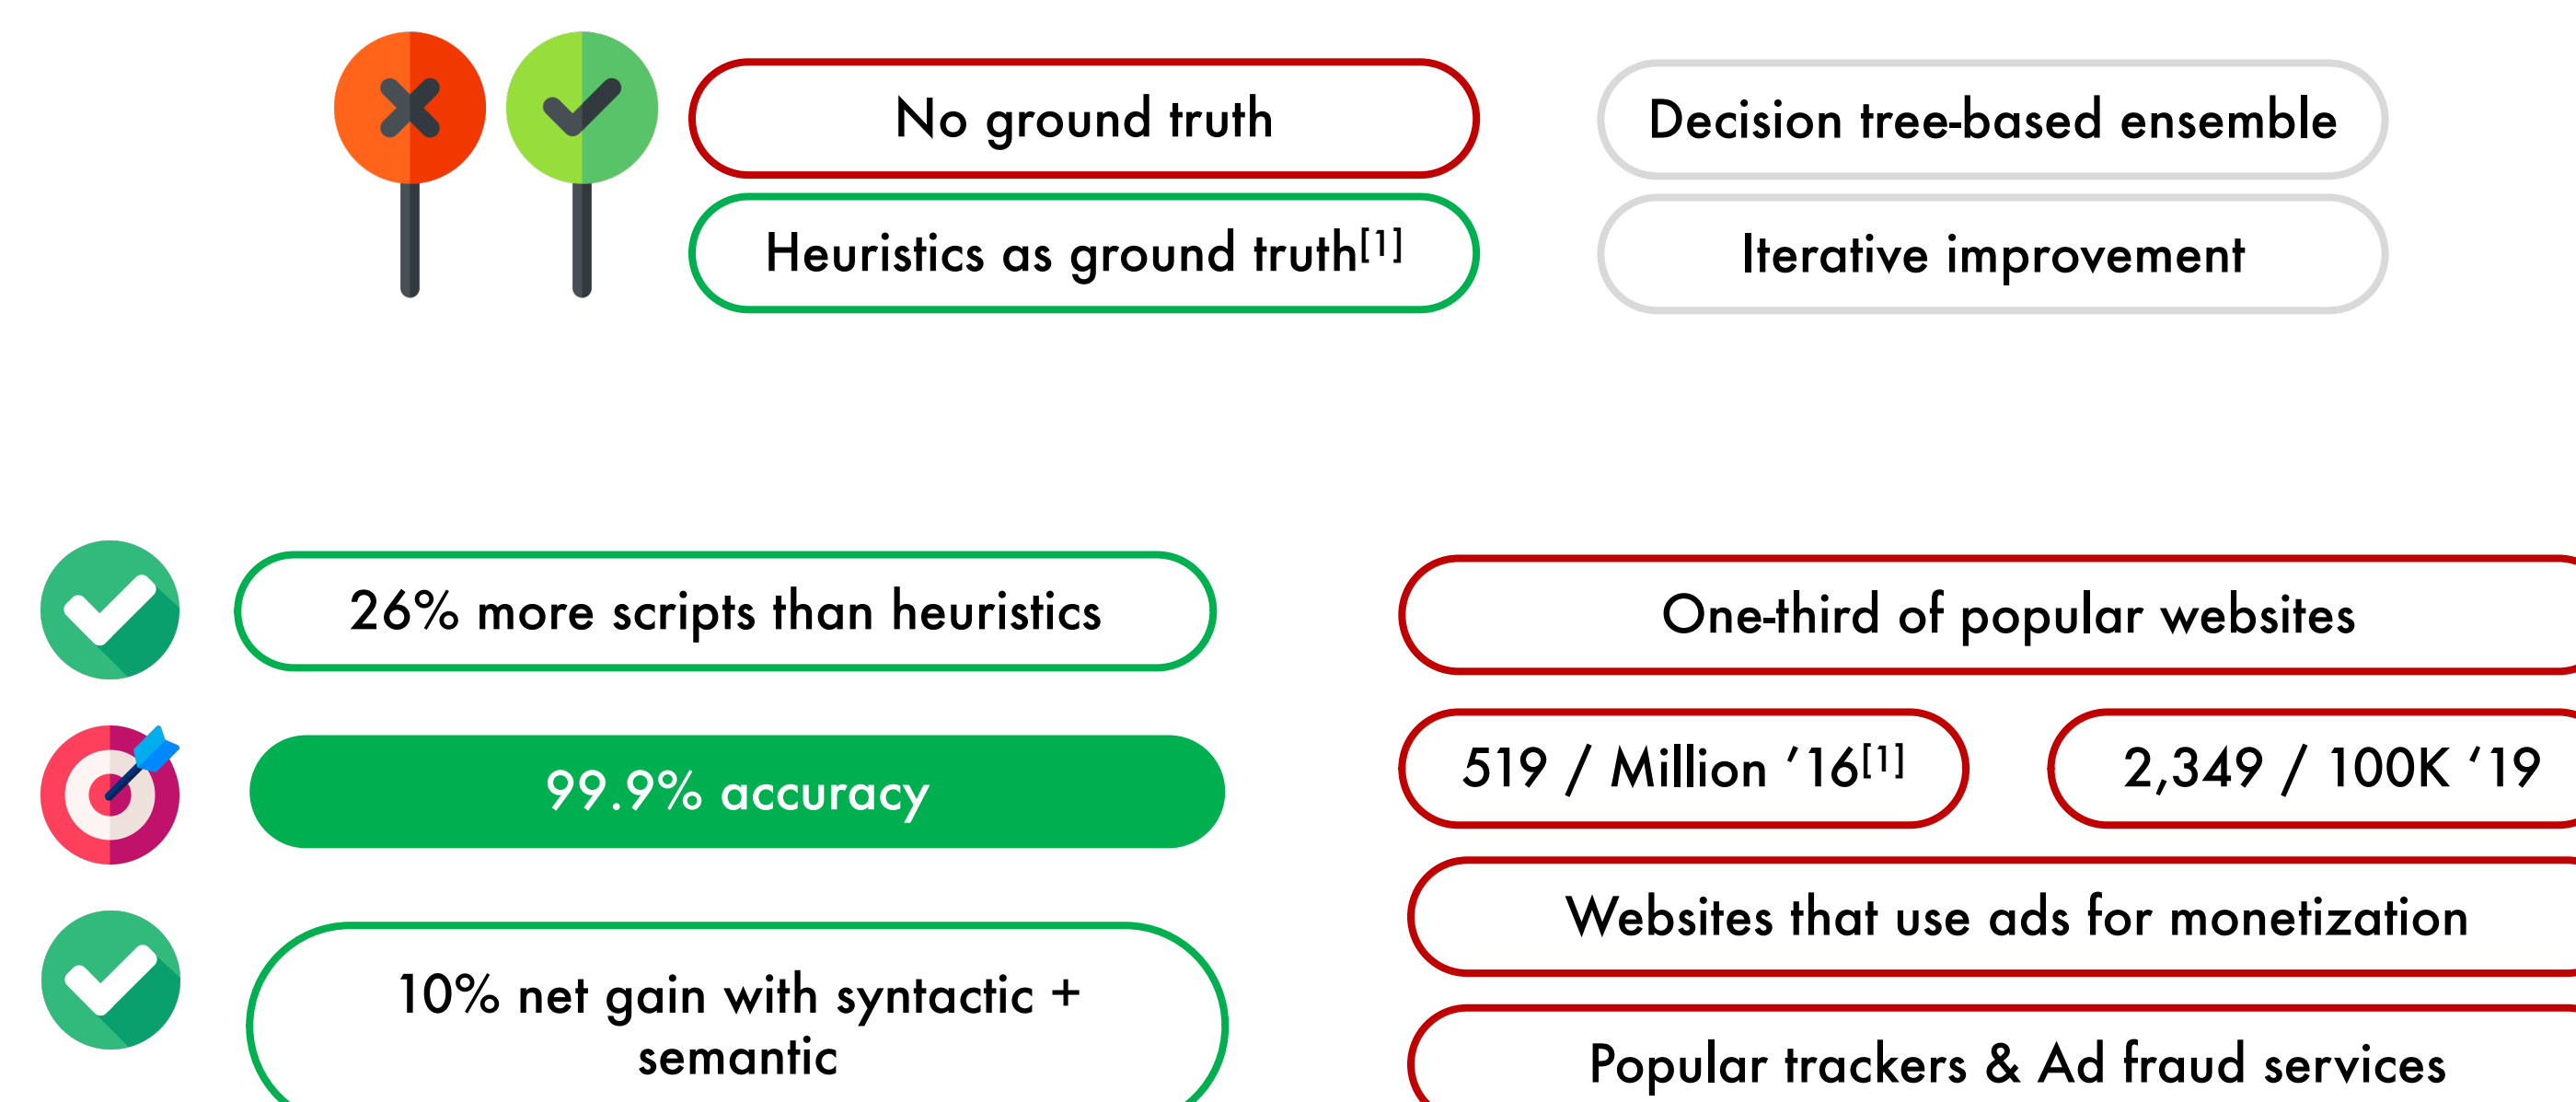 No ground truth
Heuristics as ground truth[1]
Decision tree-based ensemble
Iterative improvement
26% more scripts than heuristics
99.9% accuracy
10% net gain with syntactic +
semantic
One-third of popular websites
519 / Million ‘16[1]
2,349 / 100K ‘19
Websites that use ads for monetization
Popular trackers & Ad fraud services